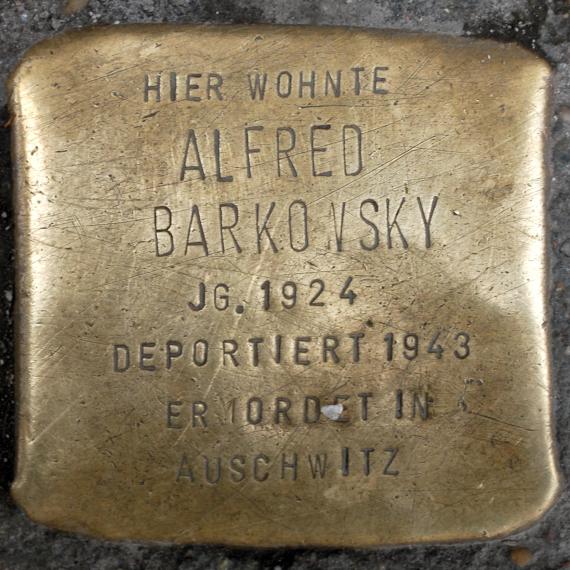 HIER WOHNTE
ALFRED
BARKOWSKY
JG. 1924
DEPORTIERT 1943
ERMORDET IN
AUSCHWITZ